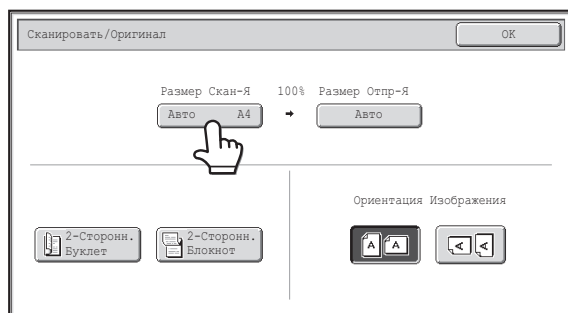 Сканировать/Оригинал
OK
Размер Скан-Я 100% Размер Отпр-Я
Авто A4 Авто
Ориентация Изображения
2-Сторонн. Буклет
2-Сторонн. Блокнот
A A A A